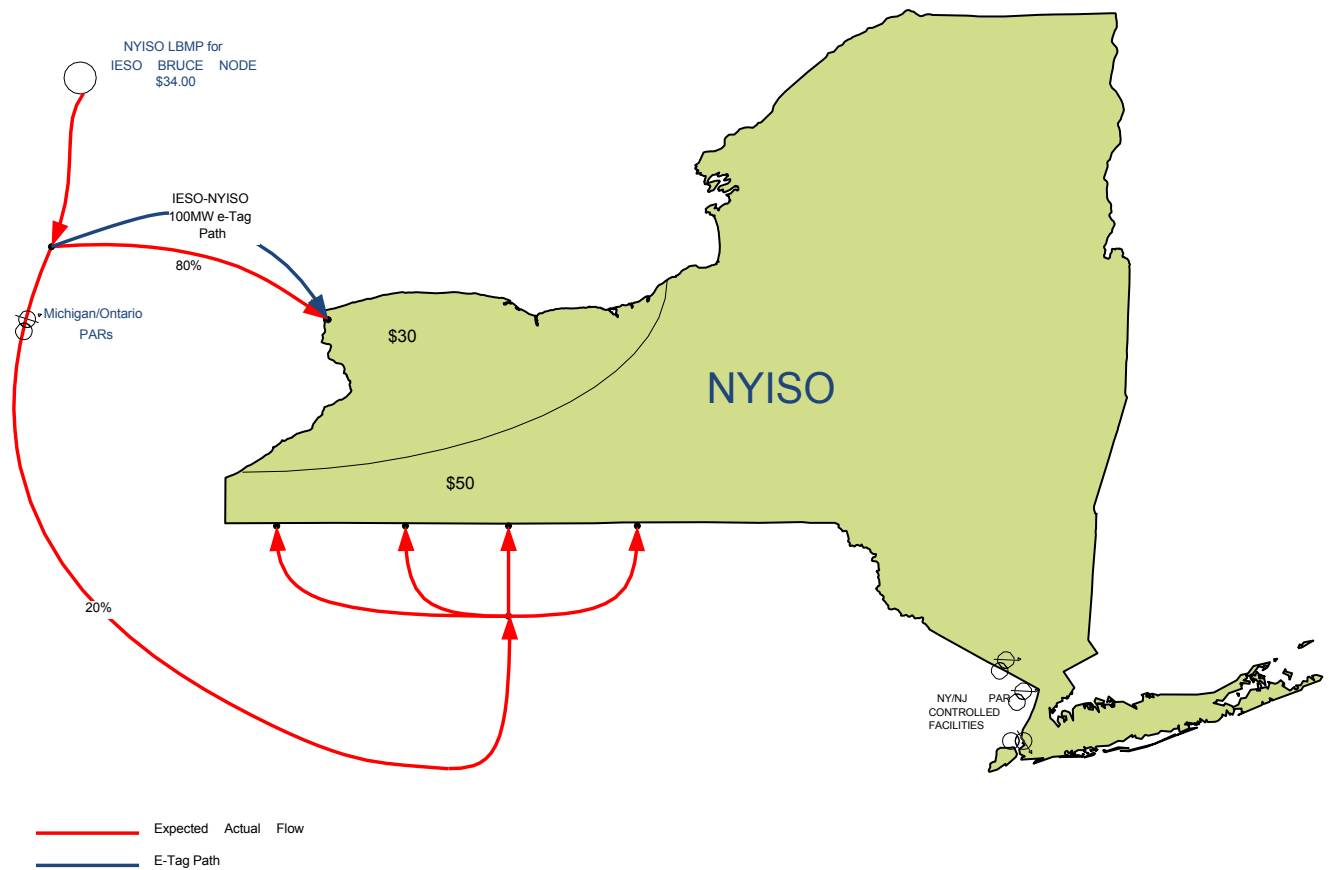 NYISO LBMP for
IESO BRUCE NODE
$34.00
IESO-NYISO
100MW e-Tag
Path
80%
Michigan/Ontario
PARs
$30
NYISO
$50
20%
NY/NJ PAR
CONTROLLED
FACILITIES
Expected Actual Flow
E-Tag Path